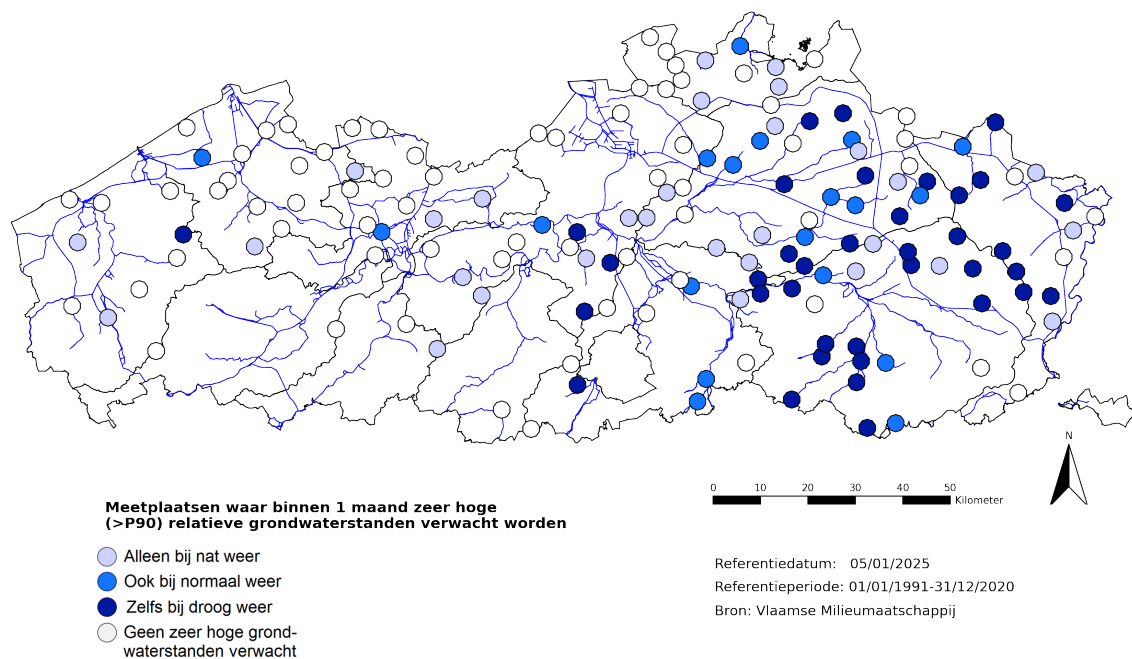 N
0 10 20 30 40 50
Kilometer
Meetplaatsen waar binnen 1 maand zeer hoge
(>P90) relatieve grondwaterstanden verwacht worden
Alleen bij nat weer
Ook bij normaal weer
Zelfs bij droog weer
Geen zeer hoge grond-
waterstanden verwacht
Referentiedatum: 05/01/2025
Referentieperiode: 01/01/1991-31/12/2020
Bron: Vlaamse Milieumaatschappij